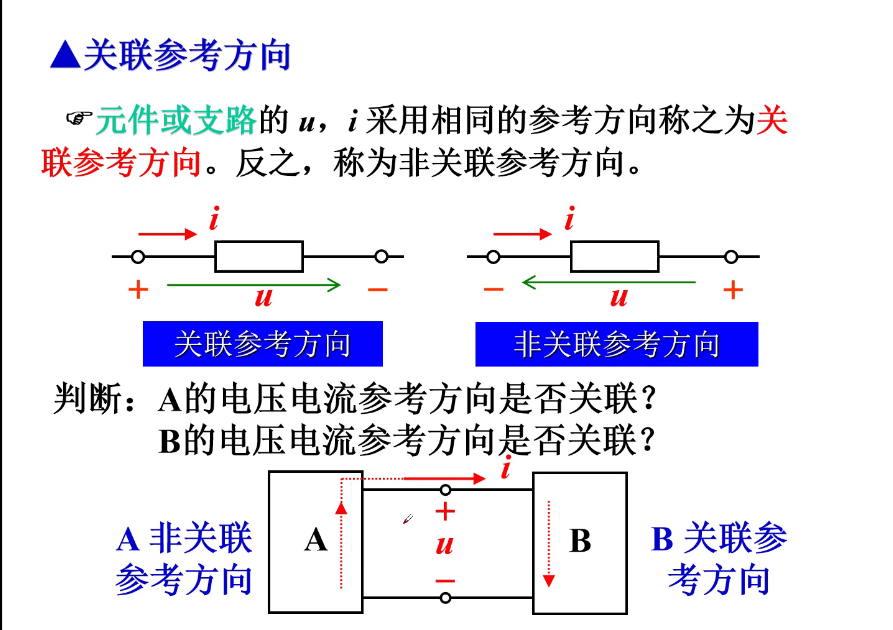 ▲关联参考方向
☞元件或支路的 u，i 采用相同的参考方向称之为关
联参考方向。反之，称为非关联参考方向。
i
i
+ u −
− u +
关联参考方向
非关联参考方向
判断：A的电压电流参考方向是否关联？
B的电压电流参考方向是否关联？
i
+
A 非关联
参考方向
A
u
B
B 关联参
考方向
−